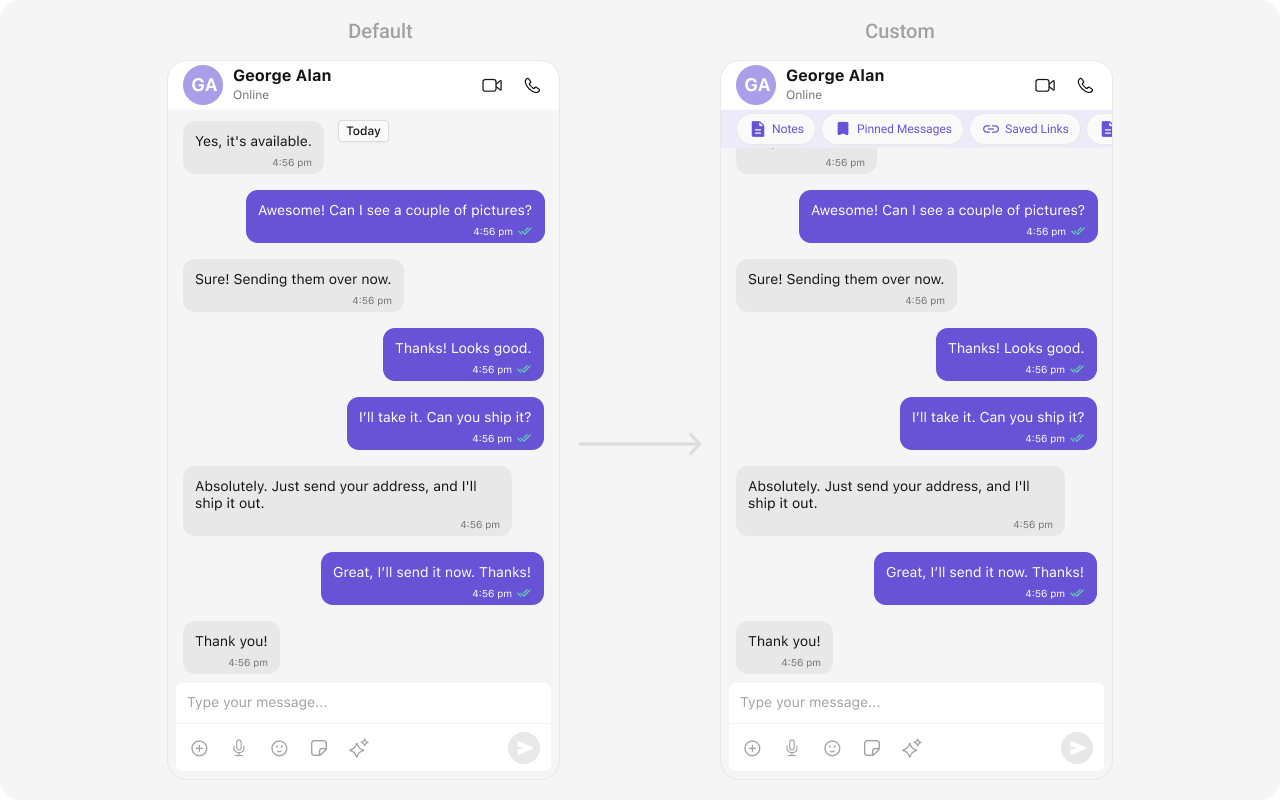 Default
GA
George Alan
Online
Today
Yes, it's available.
4:56 pm
Awesome! Can I see a couple of pictures?
4:56 pm
Sure! Sending them over now.
4:56 pm
Thanks! Looks good.
4:56 pm
I’ll take it. Can you ship it?
4:56 pm
Absolutely. Just send your address, and I'll
ship it out.
4:56 pm
Great, I’ll send it now. Thanks!
4:56 pm
Thank you!
4:56 pm
Type your message...
Custom
GA
George Alan
Online
Notes
Pinned Messages
Saved Links
4:56 pm
Awesome! Can I see a couple of pictures?
4:56 pm
Sure! Sending them over now.
4:56 pm
Thanks! Looks good.
4:56 pm
I’ll take it. Can you ship it?
4:56 pm
Absolutely. Just send your address, and I'll
ship it out.
4:56 pm
Great, I’ll send it now. Thanks!
4:56 pm
Thank you!
4:56 pm
Type your message...